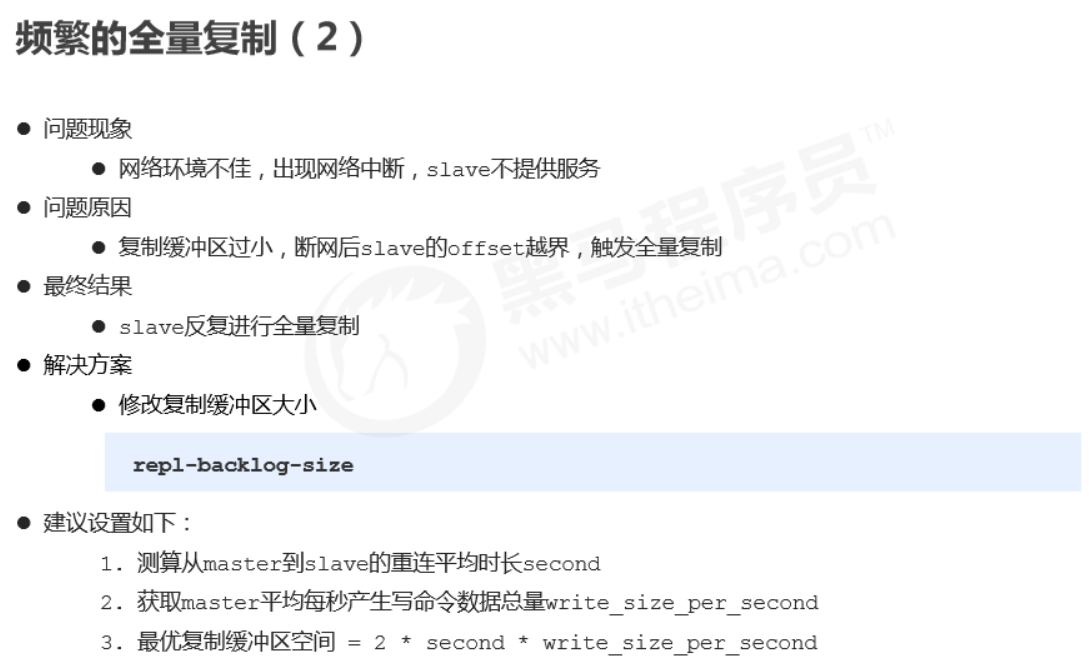 频繁的全量复制（2）
● 问题现象
● 网络环境不佳，出现网络中断，slave不提供服务
● 问题原因
● 复制缓冲区过小，断网后slave的offset越界，触发全量复制
● 最终结果
● slave反复进行全量复制
● 解决方案
● 修改复制缓冲区大小
repl-backlog-size
● 建议设置如下：
1. 测算从master到slave的重连平均时长second
2. 获取master平均每秒产生写命令数据总量write_size_per_second
3. 最优复制缓冲区空间 = 2 * second * write_size_per_second
黑马程序员™
www.itheima.com